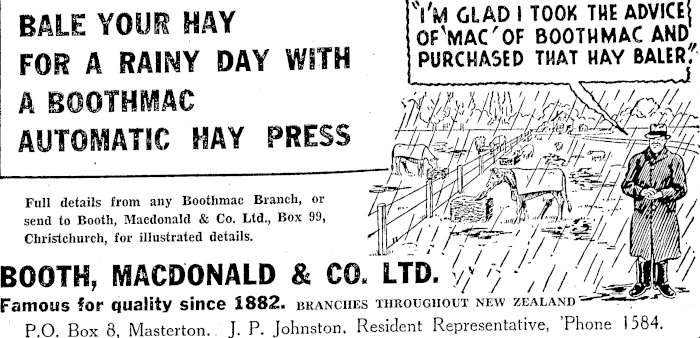 BALE YOUR HAY
FOR A RAINY DAY WITH
A BOOTHMAC
AUTOMATIC HAY PRESS
"I'M GLAD I TOOK THE ADVICE
OF 'MAC' OF BOOTHMAC AND
PURCHASED THAT HAY BALER."
Full details from any Boothmac Branch, or
send to Booth, Macdonald & Co. Ltd., Box 99,
Christchurch, for illustrated details.
BOOTH, MACDONALD & CO. LTD.
Famous for quality since 1882. BRANCHES THROUGHOUT NEW ZEALAND
P.O. Box 8, Masterton. J. P. Johnston, Resident Representative, 'Phone 1584.